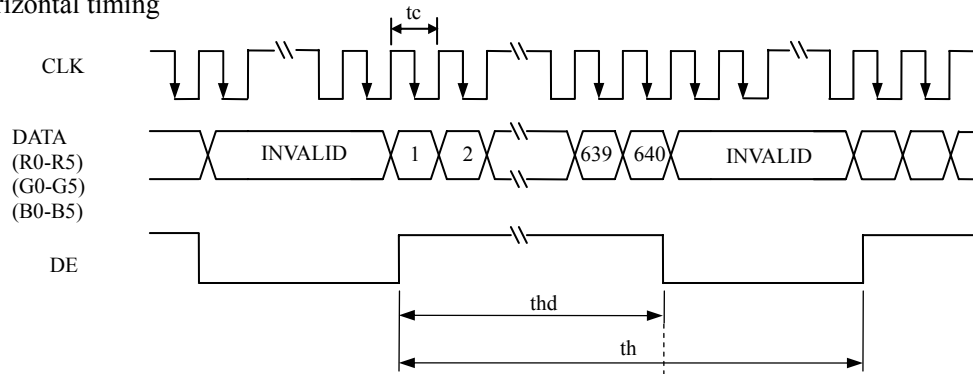 rizontal timing
tc
CLK
DATA
(R0-R5)
(G0-G5)
(B0-B5)
INVALID 1 2 639 640 INVALID
DE
thd
th